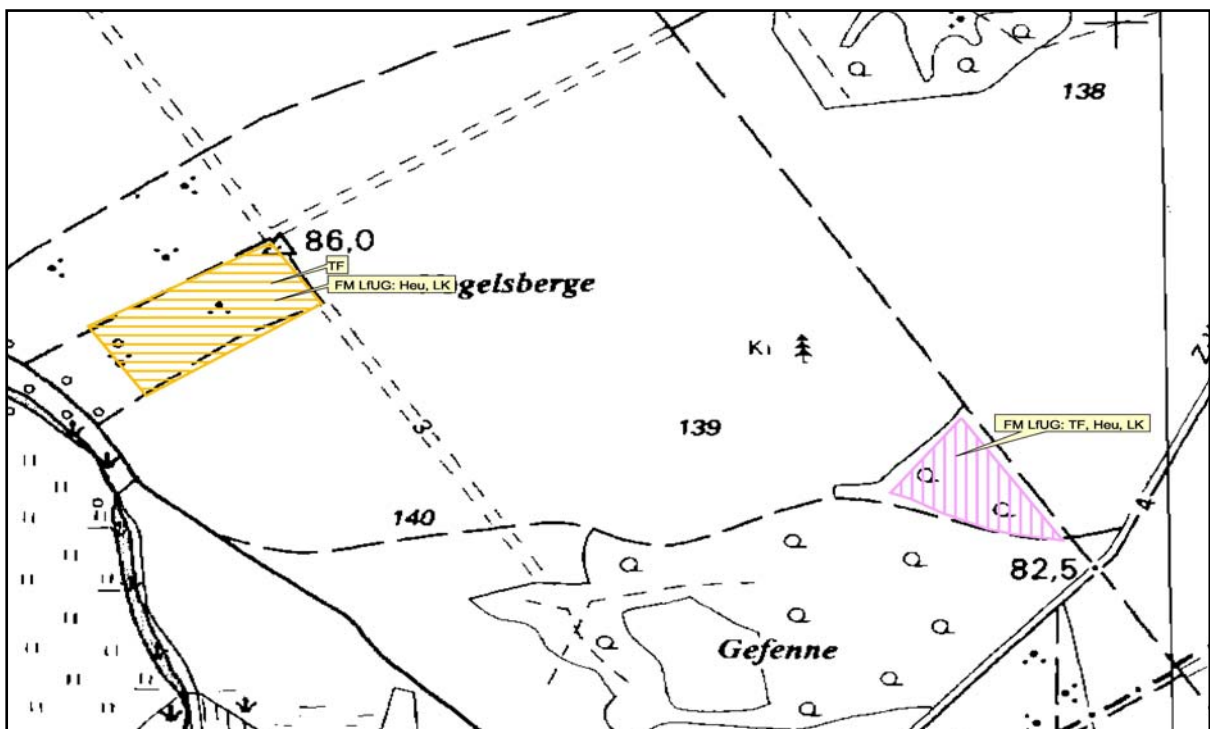 138
86,0
TF
FM LfUG: Heu, LK
gelsberge
Ki
139
FM LfUG: TF, Heu, LK
3
140
4
82,5
Gefenne